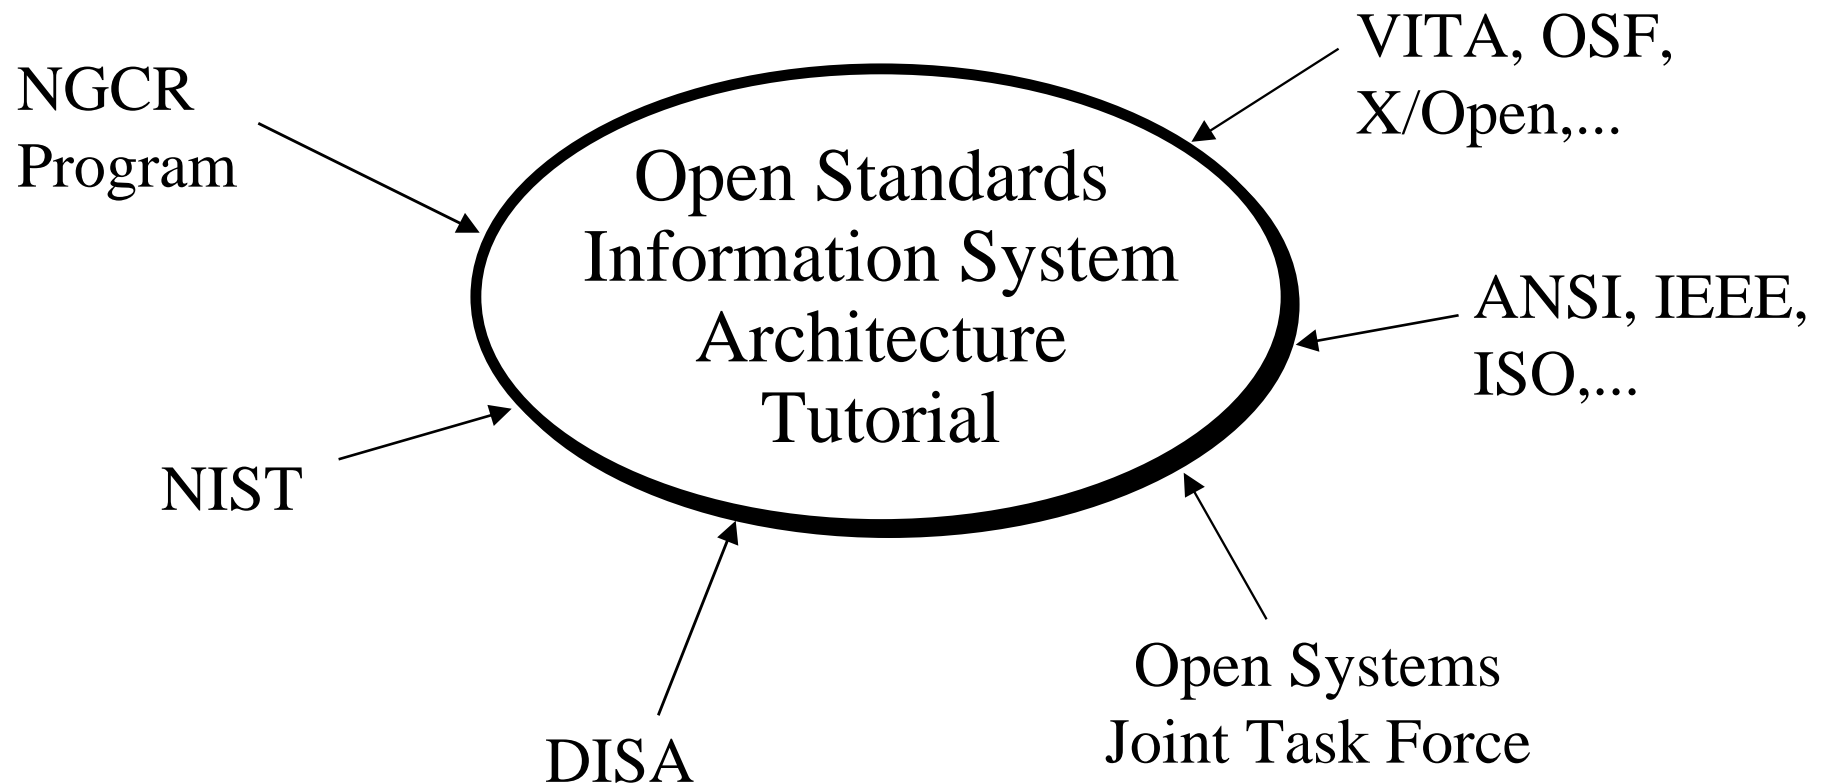 NGCR
Program
VITA, OSF,
X/Open,...
Open Standards
Information System
Architecture
Tutorial
ANSI, IEEE,
ISO,...
NIST
DISA
Open Systems
Joint Task Force